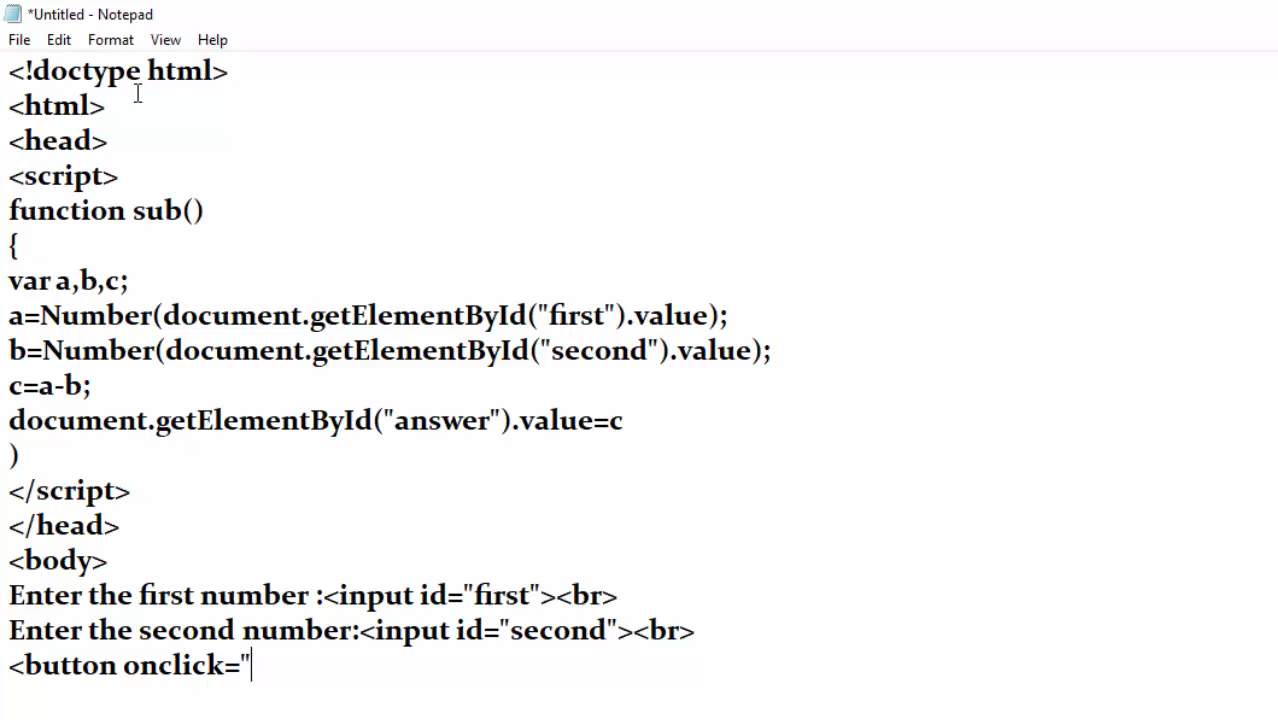 *Untitled - Notepad
File Edit Format View Help
<!doctype html>
<html>
<head>
<script>
function sub()
{
var a,b,c;
a=Number(document.getElementById("first").value);
b=Number(document.getElementById("second").value);
c=a-b;
document.getElementById("answer").value=c
)
</script>
</head>
<body>
Enter the first number :<input id="first"><br>
Enter the second number:<input id="second"><br>
<button onclick="